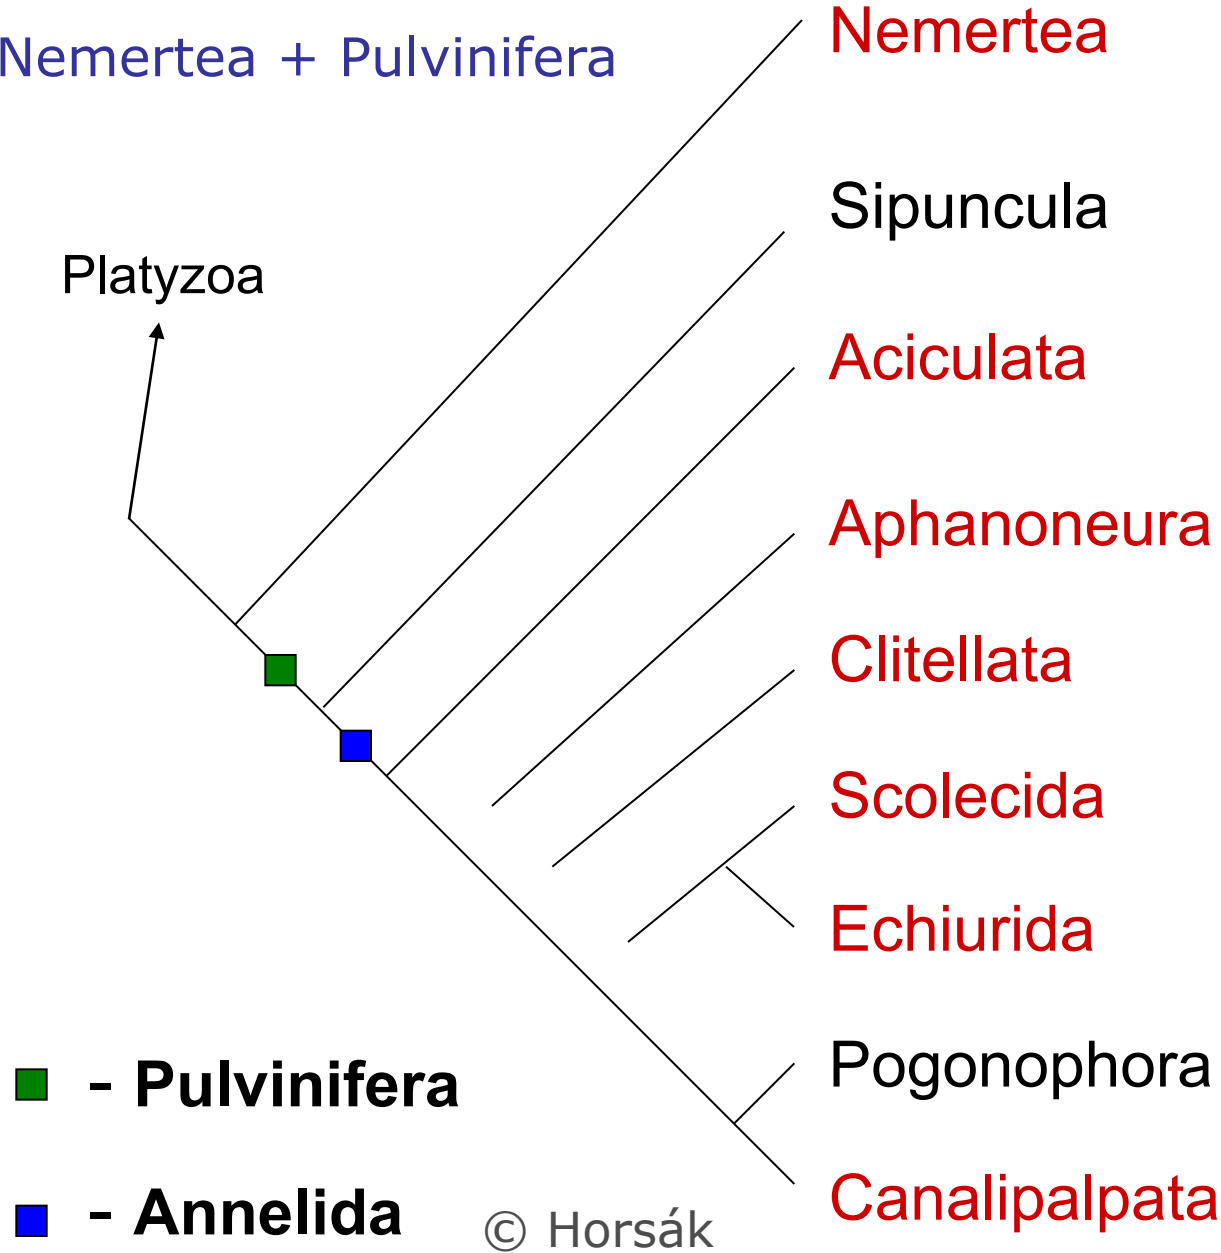 Nemertea + Pulvinifera
Nemertea
Sipuncula
Platyzoa
Aciculata
Aphanoneura
Clitellata
Scolecida
Echiurida
Pogonophora
- Pulvinifera
Canalipalpata
- Annelida
© Horsák